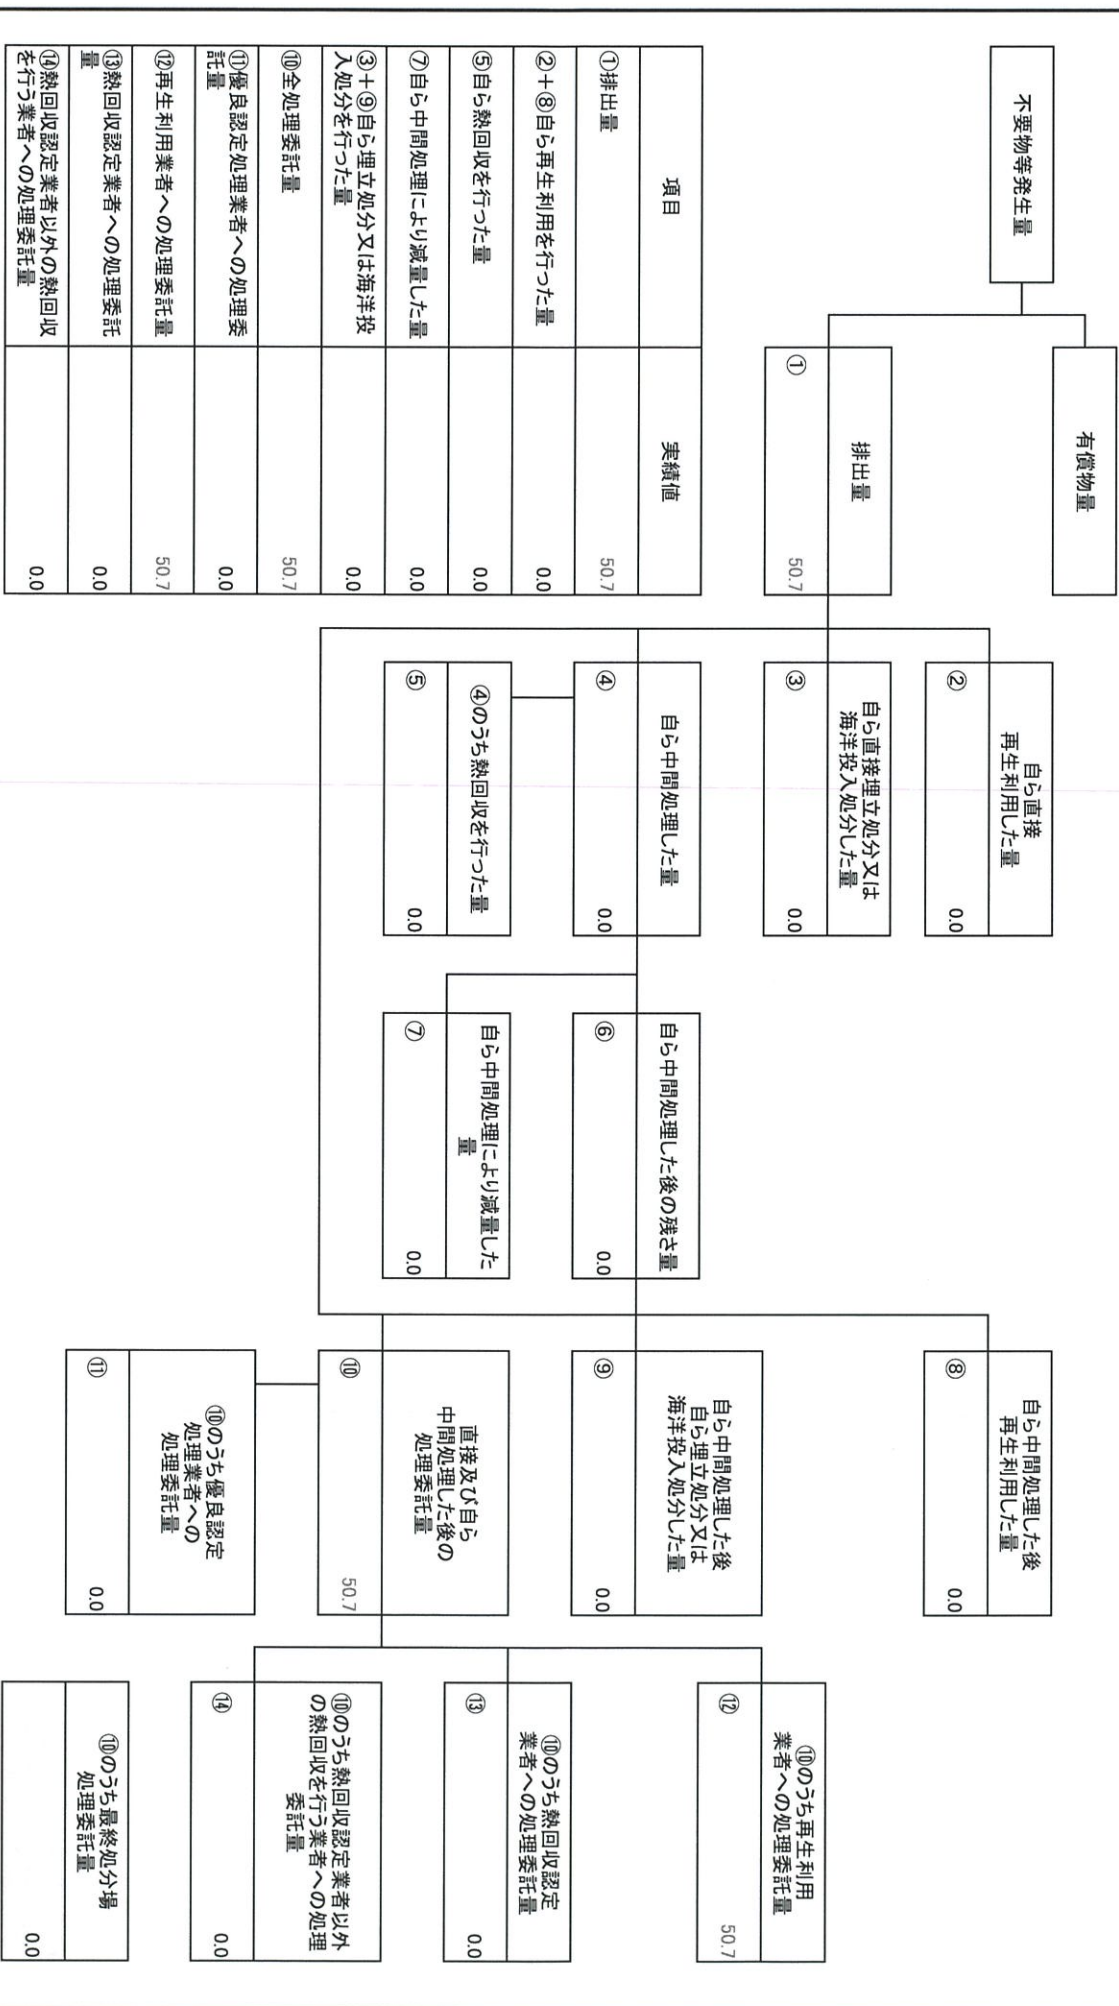 不要物等発生量
有償物量
排出量
①
50.7
自ら直接
再生利用した量
②
0.0
自ら直接埋立処分又は
海洋投入処分した量
③
0.0
自ら中間処理した量
④
0.0
④のうち熱回収を行った量
⑤
0.0
自ら中間処理した後の残さ量
⑥
0.0
自ら中間処理により減量した
量
⑦
0.0
自ら中間処理した後
再生利用した量
⑧
0.0
自ら中間処理した後
自ら埋立処分又は
海洋投入処分した量
⑨
0.0
直接及び自ら
中間処理した後の
処理委託量
⑩
50.7
⑩のうち優良認定
処理業者への
処理委託量
⑪
0.0
⑩のうち再生利用
業者への処理委託量
⑫
50.7
⑩のうち熱回収認定
業者への処理委託量
⑬
0.0
⑩のうち熱回収認定業者以外
の熱回収を行う業者への処理
委託量
⑭
0.0
⑩のうち最終処分場
処理委託量
0.0
項目 実績値
①排出量 50.7
②+⑧自ら再生利用を行った量 0.0
⑤自ら熱回収を行った量 0.0
⑦自ら中間処理により減量した量 0.0
③+⑨自ら埋立処分又は海洋投
入処分を行った量 0.0
⑩全処理委託量 50.7
⑪優良認定処理業者への処理委
託量 0.0
⑫再生利用業者への処理委託量 50.7
⑬熱回収認定業者への処理委託
量 0.0
⑭熱回収認定業者以外の熱回収
を行う業者への処理委託量 0.0